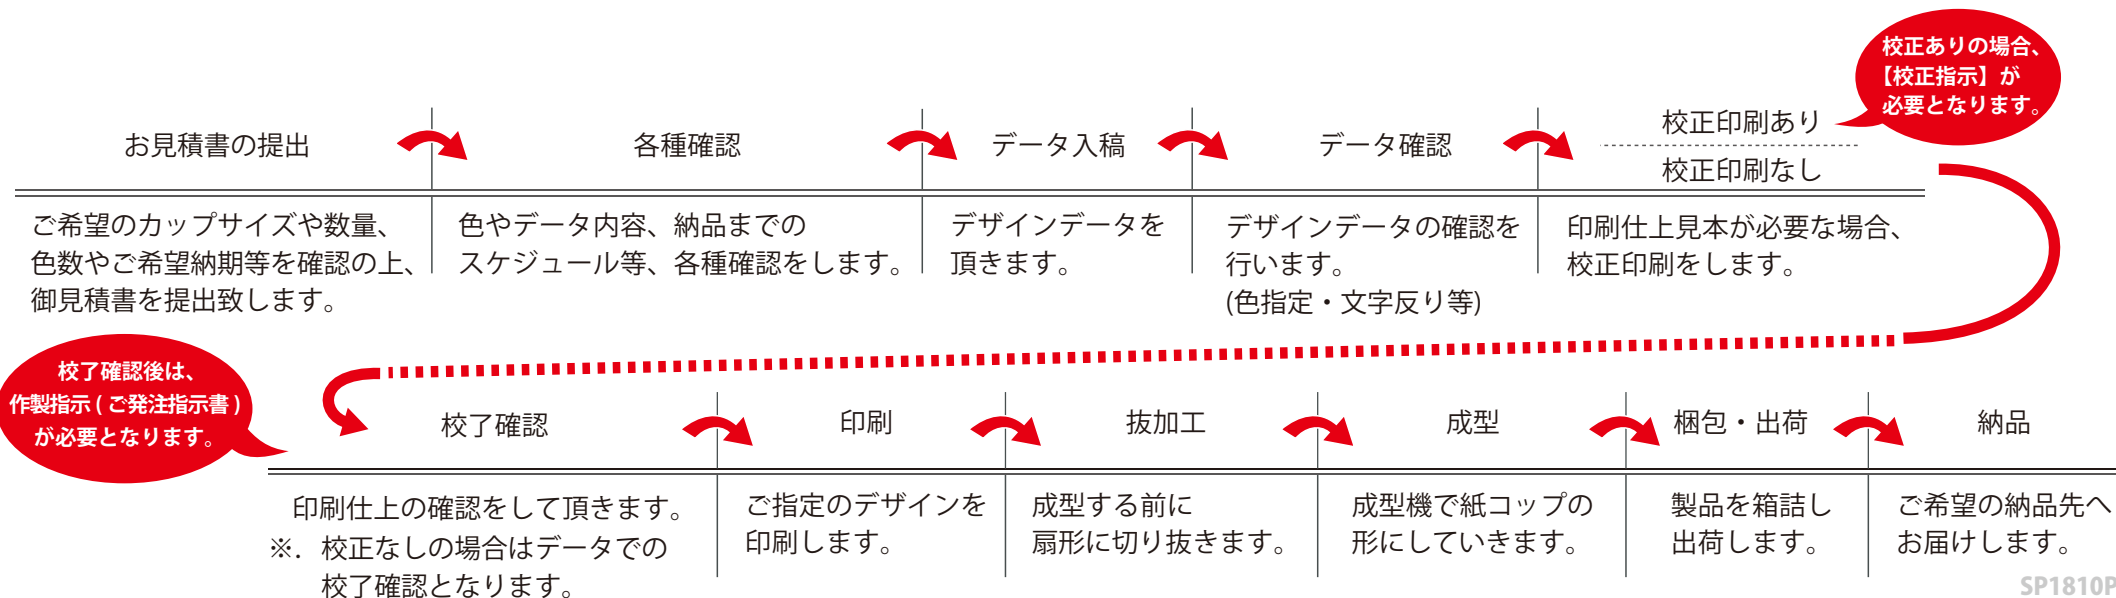 校正ありの場合、
【校正指示】が
必要となります。
お見積書の提出
各種確認
データ入稿
データ確認
校正印刷あり
校正印刷なし
ご希望のカップサイズや数量、
色数やご希望納期等を確認の上、
御見積書を提出致します。
色やデータ内容、納品までの
スケジュール等、各種確認をします。
デザインデータを
頂きます。
デザインデータの確認を
行います。
(色指定・文字反り等)
印刷仕上見本が必要な場合、
校正印刷をします。
校了確認後は、
作製指示(ご発注指示書)
が必要となります。
校了確認
印刷
抜加工
成型
梱包・出荷
納品
印刷仕上の確認をして頂きます。
※．校正なしの場合はデータでの
校了確認となります。
ご指定のデザインを
印刷します。
成型する前に
扇形に切り抜きます。
成型機で紙コップの
形にしていきます。
製品を箱詰し
出荷します。
ご希望の納品先へ
お届けします。
SP1810P